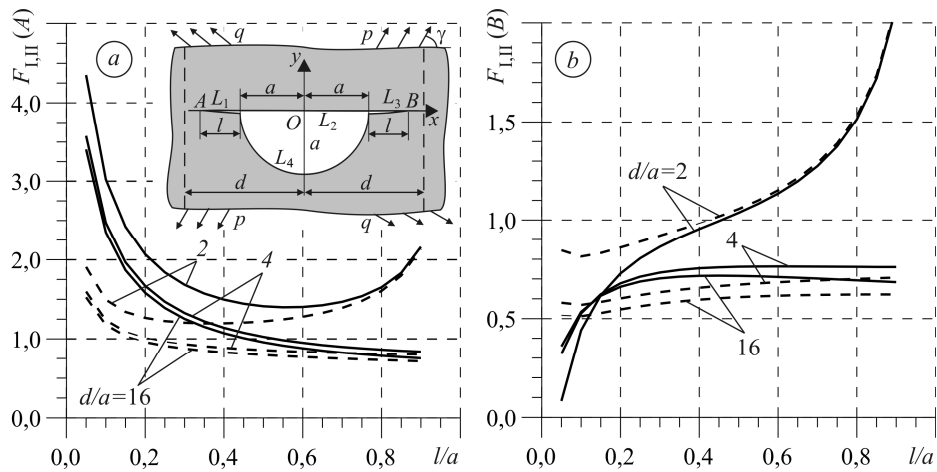 F_{I,II} (A)
a
4,0
3,0
2,0
1,0
0,0
0,0 0,2 0,4 0,6 0,8 l/a
2
4
d/a=16
q
p
γ
y
A L₁ a a L₃ B
x
O L₂
l a l
L₄
d d
p q
F_{I,II} (B)
b
1,5
1,0
0,5
0,0
0,0 0,2 0,4 0,6 0,8 l/a
d/a=2
4
16